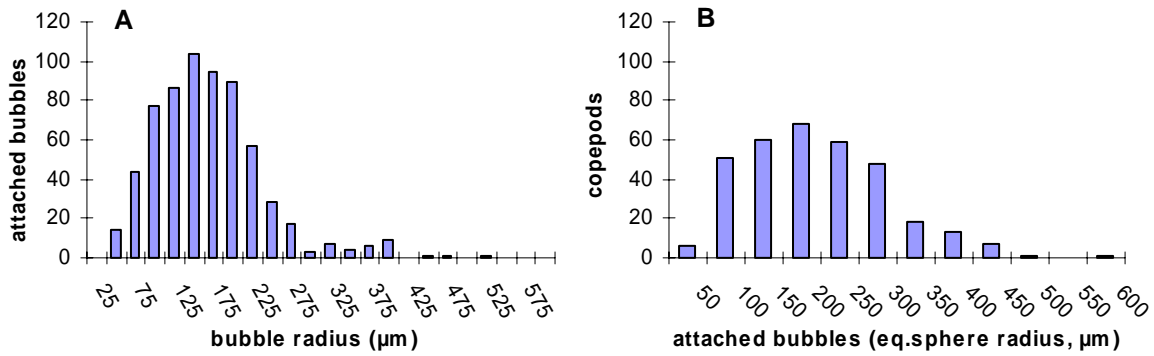 A
120
100
80
60
40
20
0
attached bubbles
25 75 125 175 225 275 325 375 425 475 525 575
bubble radius (µm)
B
120
100
80
60
40
20
0
copepods
50 100 150 200 250 300 350 400 450 500 550 600
attached bubbles (eq.sphere radius, µm)